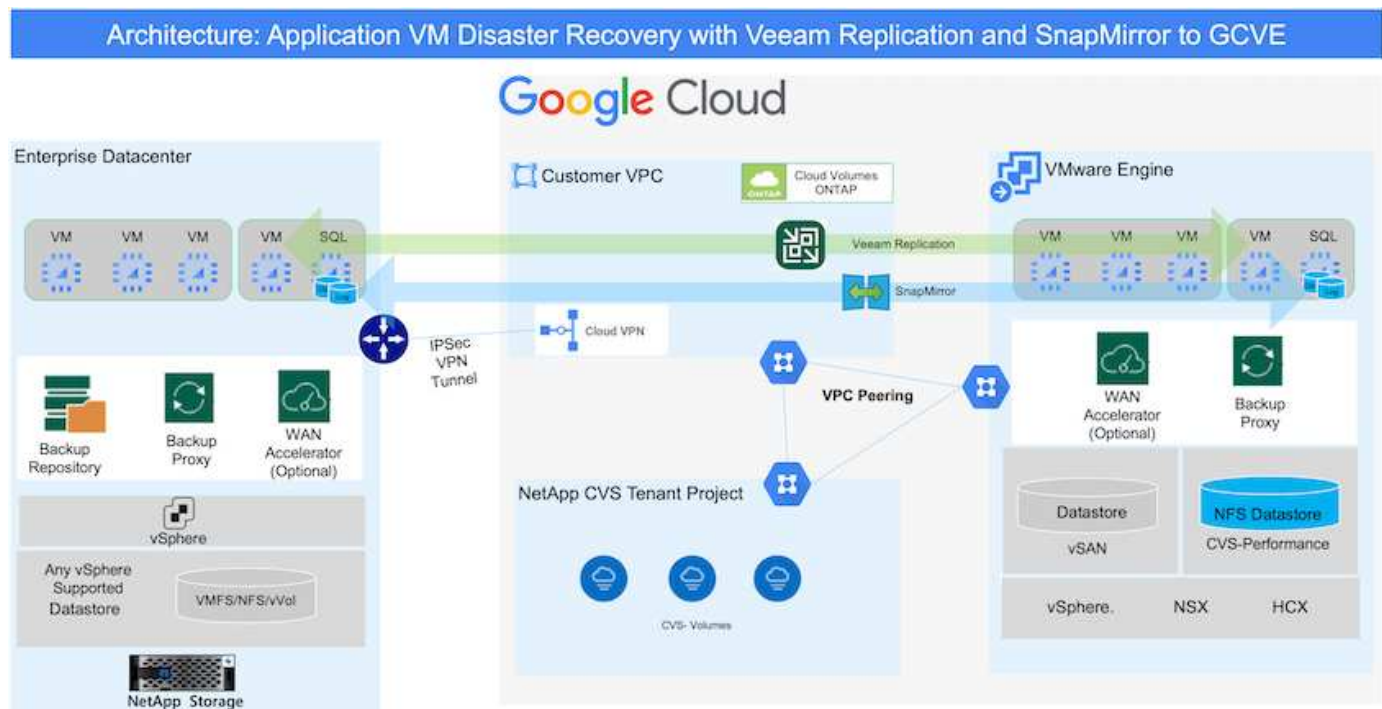 Architecture: Application VM Disaster Recovery with Veeam Replication and SnapMirror to GCVE
Google Cloud
Enterprise Datacenter
VM
VM
VM
VM
SQL
IPSec
VPN
Tunnel
Backup
Repository
Backup
Proxy
WAN
Accelerator
(Optional)
vSphere
Any vSphere
Supported
Datastore
VMFS/NFS/vVol
NetApp Storage
Customer VPC
ONTAP
Cloud Volumes
ONTAP
Veeam Replication
SnapMirror
Cloud VPN
VPC Peering
NetApp CVS Tenant Project
CVS- Volumes
VMware Engine
VM
VM
VM
VM
SQL
WAN
Accelerator
(Optional)
Backup
Proxy
Datastore
vSAN
NFS Datastore
CVS-Performance
vSphere.
NSX
HCX